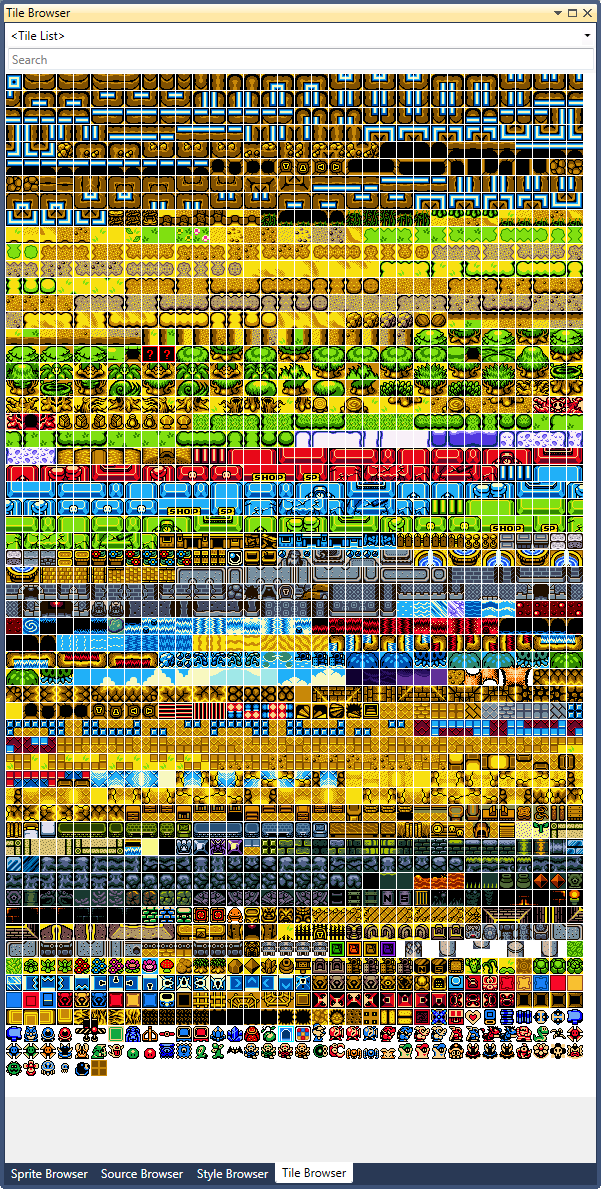 Tile Browser
<Tile List>
Search
? ?
SHOP SP
SHOP SP
SHOP SP
N S
Sprite Browser Source Browser Style Browser Tile Browser